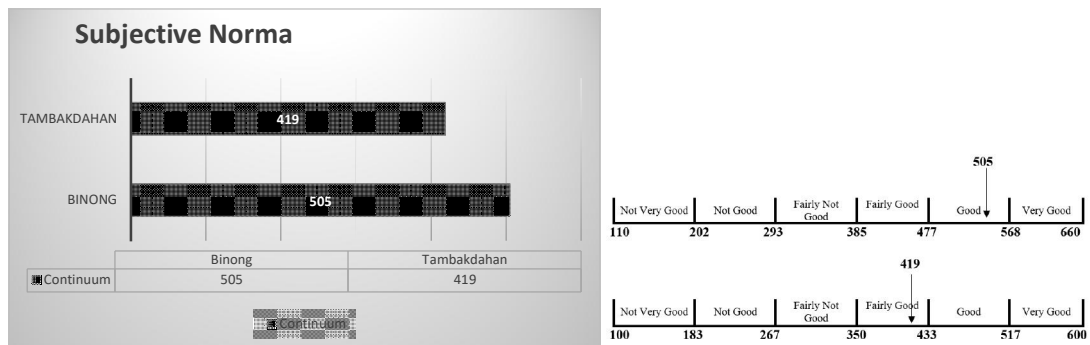 Subjective Norma
TAMBAKDAHAN
419
BINONG
505
Binong Tambakdahan
Continuum 505 419
Continuum
505
Not Very Good Not Good Fairly Not Good Fairly Good Good Very Good
110 202 293 385 477 568 660
419
Not Very Good Not Good Fairly Not Good Fairly Good Good Very Good
100 183 267 350 433 517 600